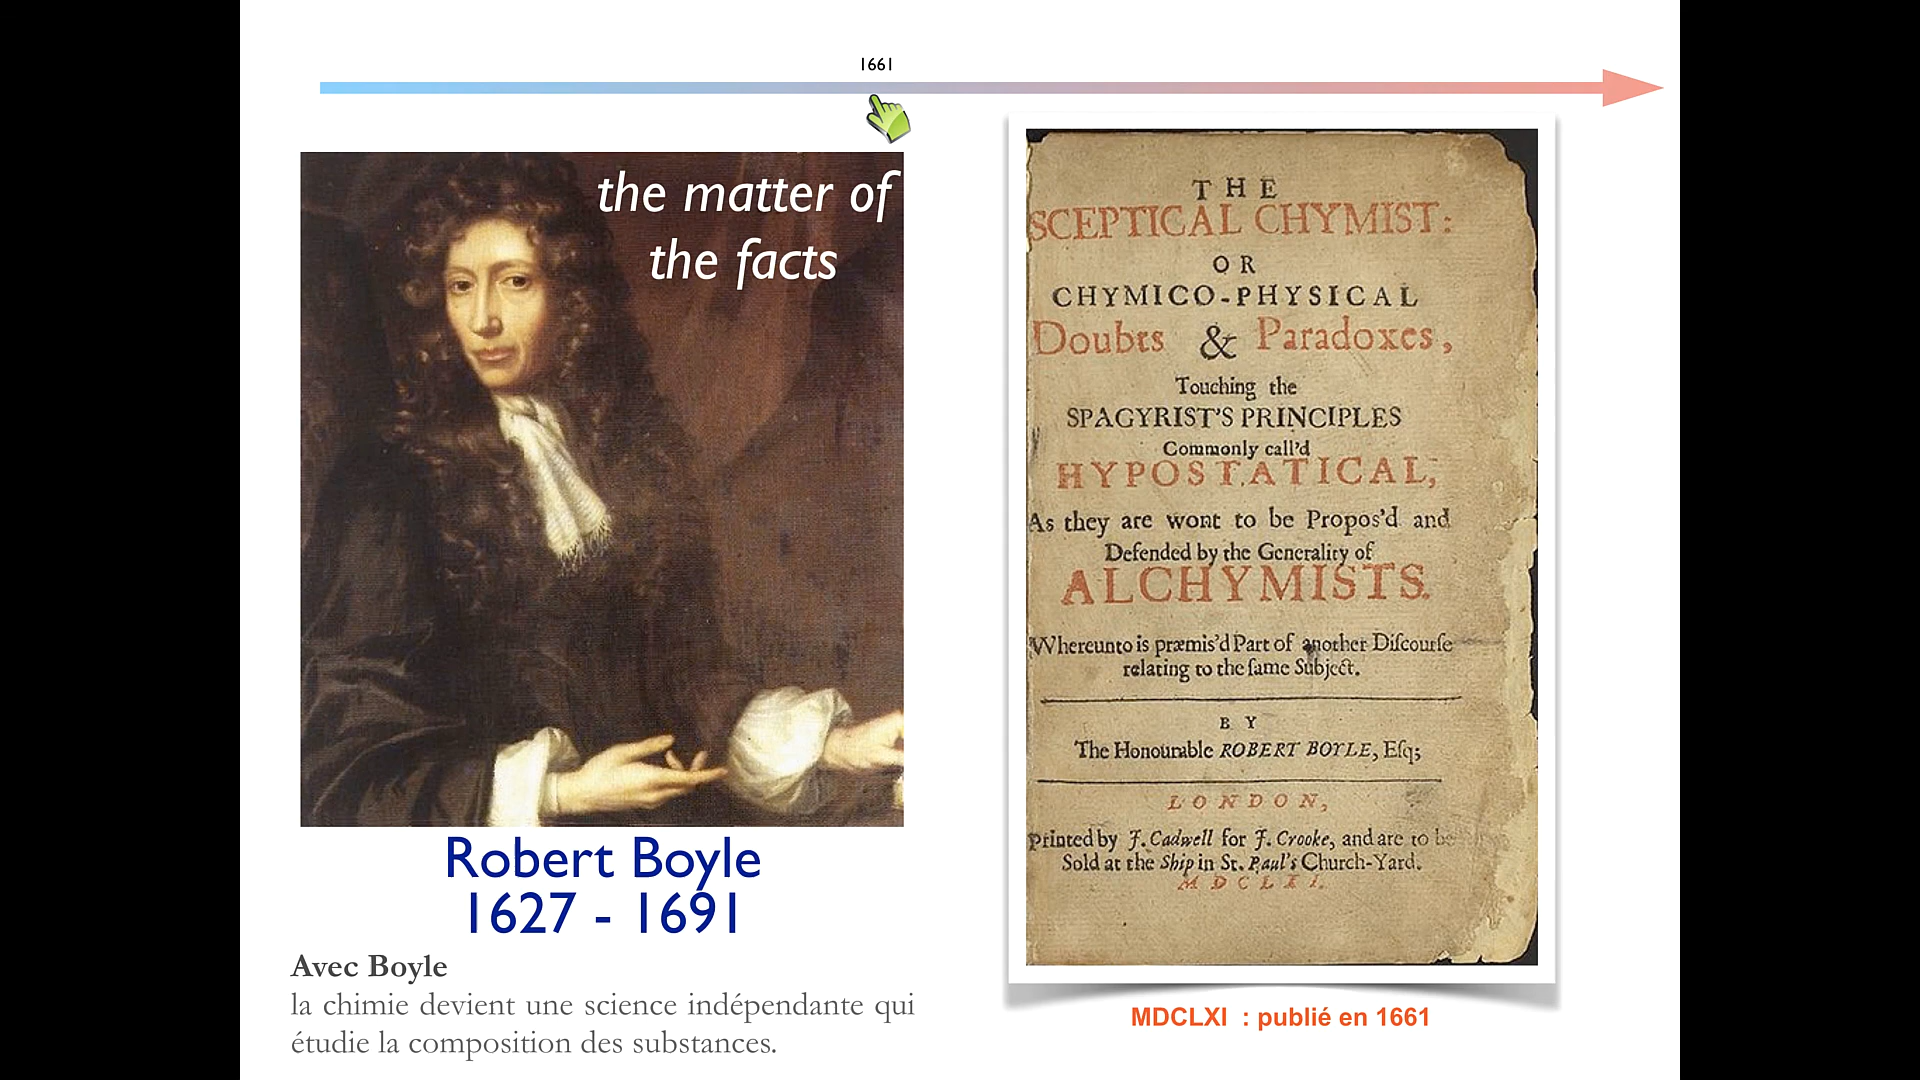 1661
the matter of
the facts
Robert Boyle
1627 - 1691
Avec Boyle
la chimie devient une science indépendante qui
étudie la composition des substances.
THE
SCEPTICAL CHYMIST:
OR
CHYMICO-PHYSICAL
Doubts & Paradoxes,
Touching the
SPAGYRIST'S PRINCIPLES
Commonly call'd
HYPOSTATICAL,
As they are wont to be Propos'd and
Defended by the Generality of
ALCHYMISTS.
Whereunto is præmis'd Part of another Diſcourſe
relating to the ſame Subject.
BY
The Honourable ROBERT BOYLE, Eſq;
LONDON,
Printed by J. Cadwell for J. Crooke, and are to be
Sold at the Ship in St. Paul's Church-Yard.
MDCLXI.
MDCLXI : publié en 1661